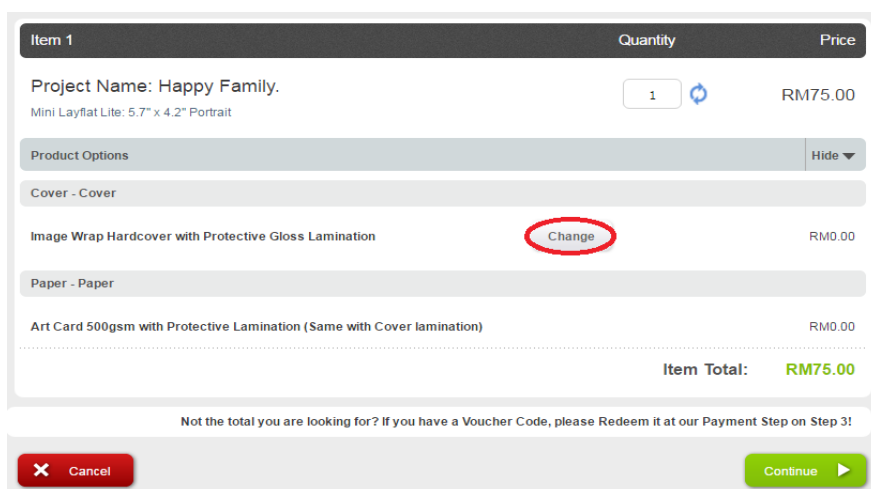 Item 1 Quantity Price
Project Name: Happy Family.
Mini Layflat Lite: 5.7" x 4.2" Portrait
1 RM75.00
Product Options Hide
Cover - Cover
Image Wrap Hardcover with Protective Gloss Lamination Change RM0.00
Paper - Paper
Art Card 500gsm with Protective Lamination (Same with Cover lamination) RM0.00
Item Total: RM75.00
Not the total you are looking for? If you have a Voucher Code, please Redeem it at our Payment Step on Step 3!
Cancel Continue